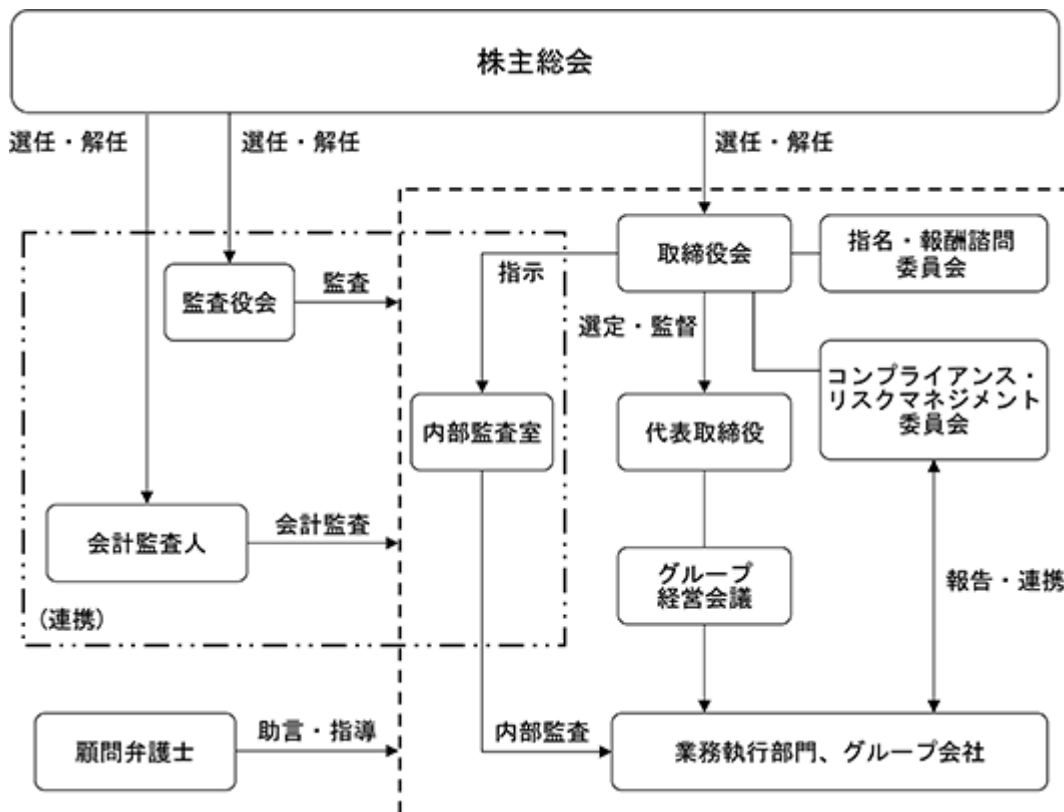 株主総会
選任・解任
選任・解任
選任・解任
取締役会
指名・報酬諮問
委員会
指示
監査役会
監査
選定・監督
コンプライアンス・
リスクマネジメント
委員会
内部監査室
代表取締役
会計監査人
会計監査
グループ
経営会議
報告・連携
(連携)
顧問弁護士
助言・指導
内部監査
業務執行部門、グループ会社